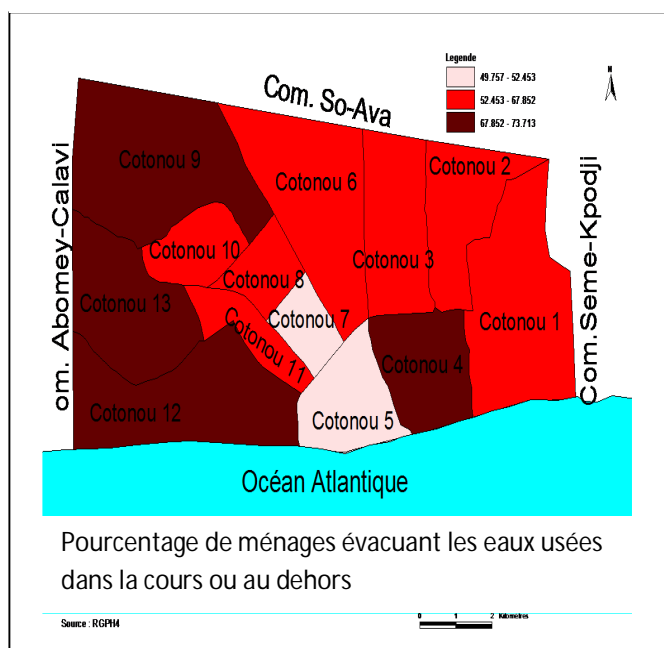 Legende
49.757 - 52.453
52.453 - 67.852
67.852 - 73.713
N
Com. So-Ava
Cotonou 9
Cotonou 6
Cotonou 2
om. Abomey-Calavi
Com. Seme-Kpodji
Cotonou 10
Cotonou 8
Cotonou 3
Cotonou 13
Cotonou 7
Cotonou 1
Cotonou 11
Cotonou 4
Cotonou 12
Cotonou 5
Océan Atlantique
Pourcentage de ménages évacuant les eaux usées
dans la cours ou au dehors
Source : RGPH4
0 1 2 Kilometres